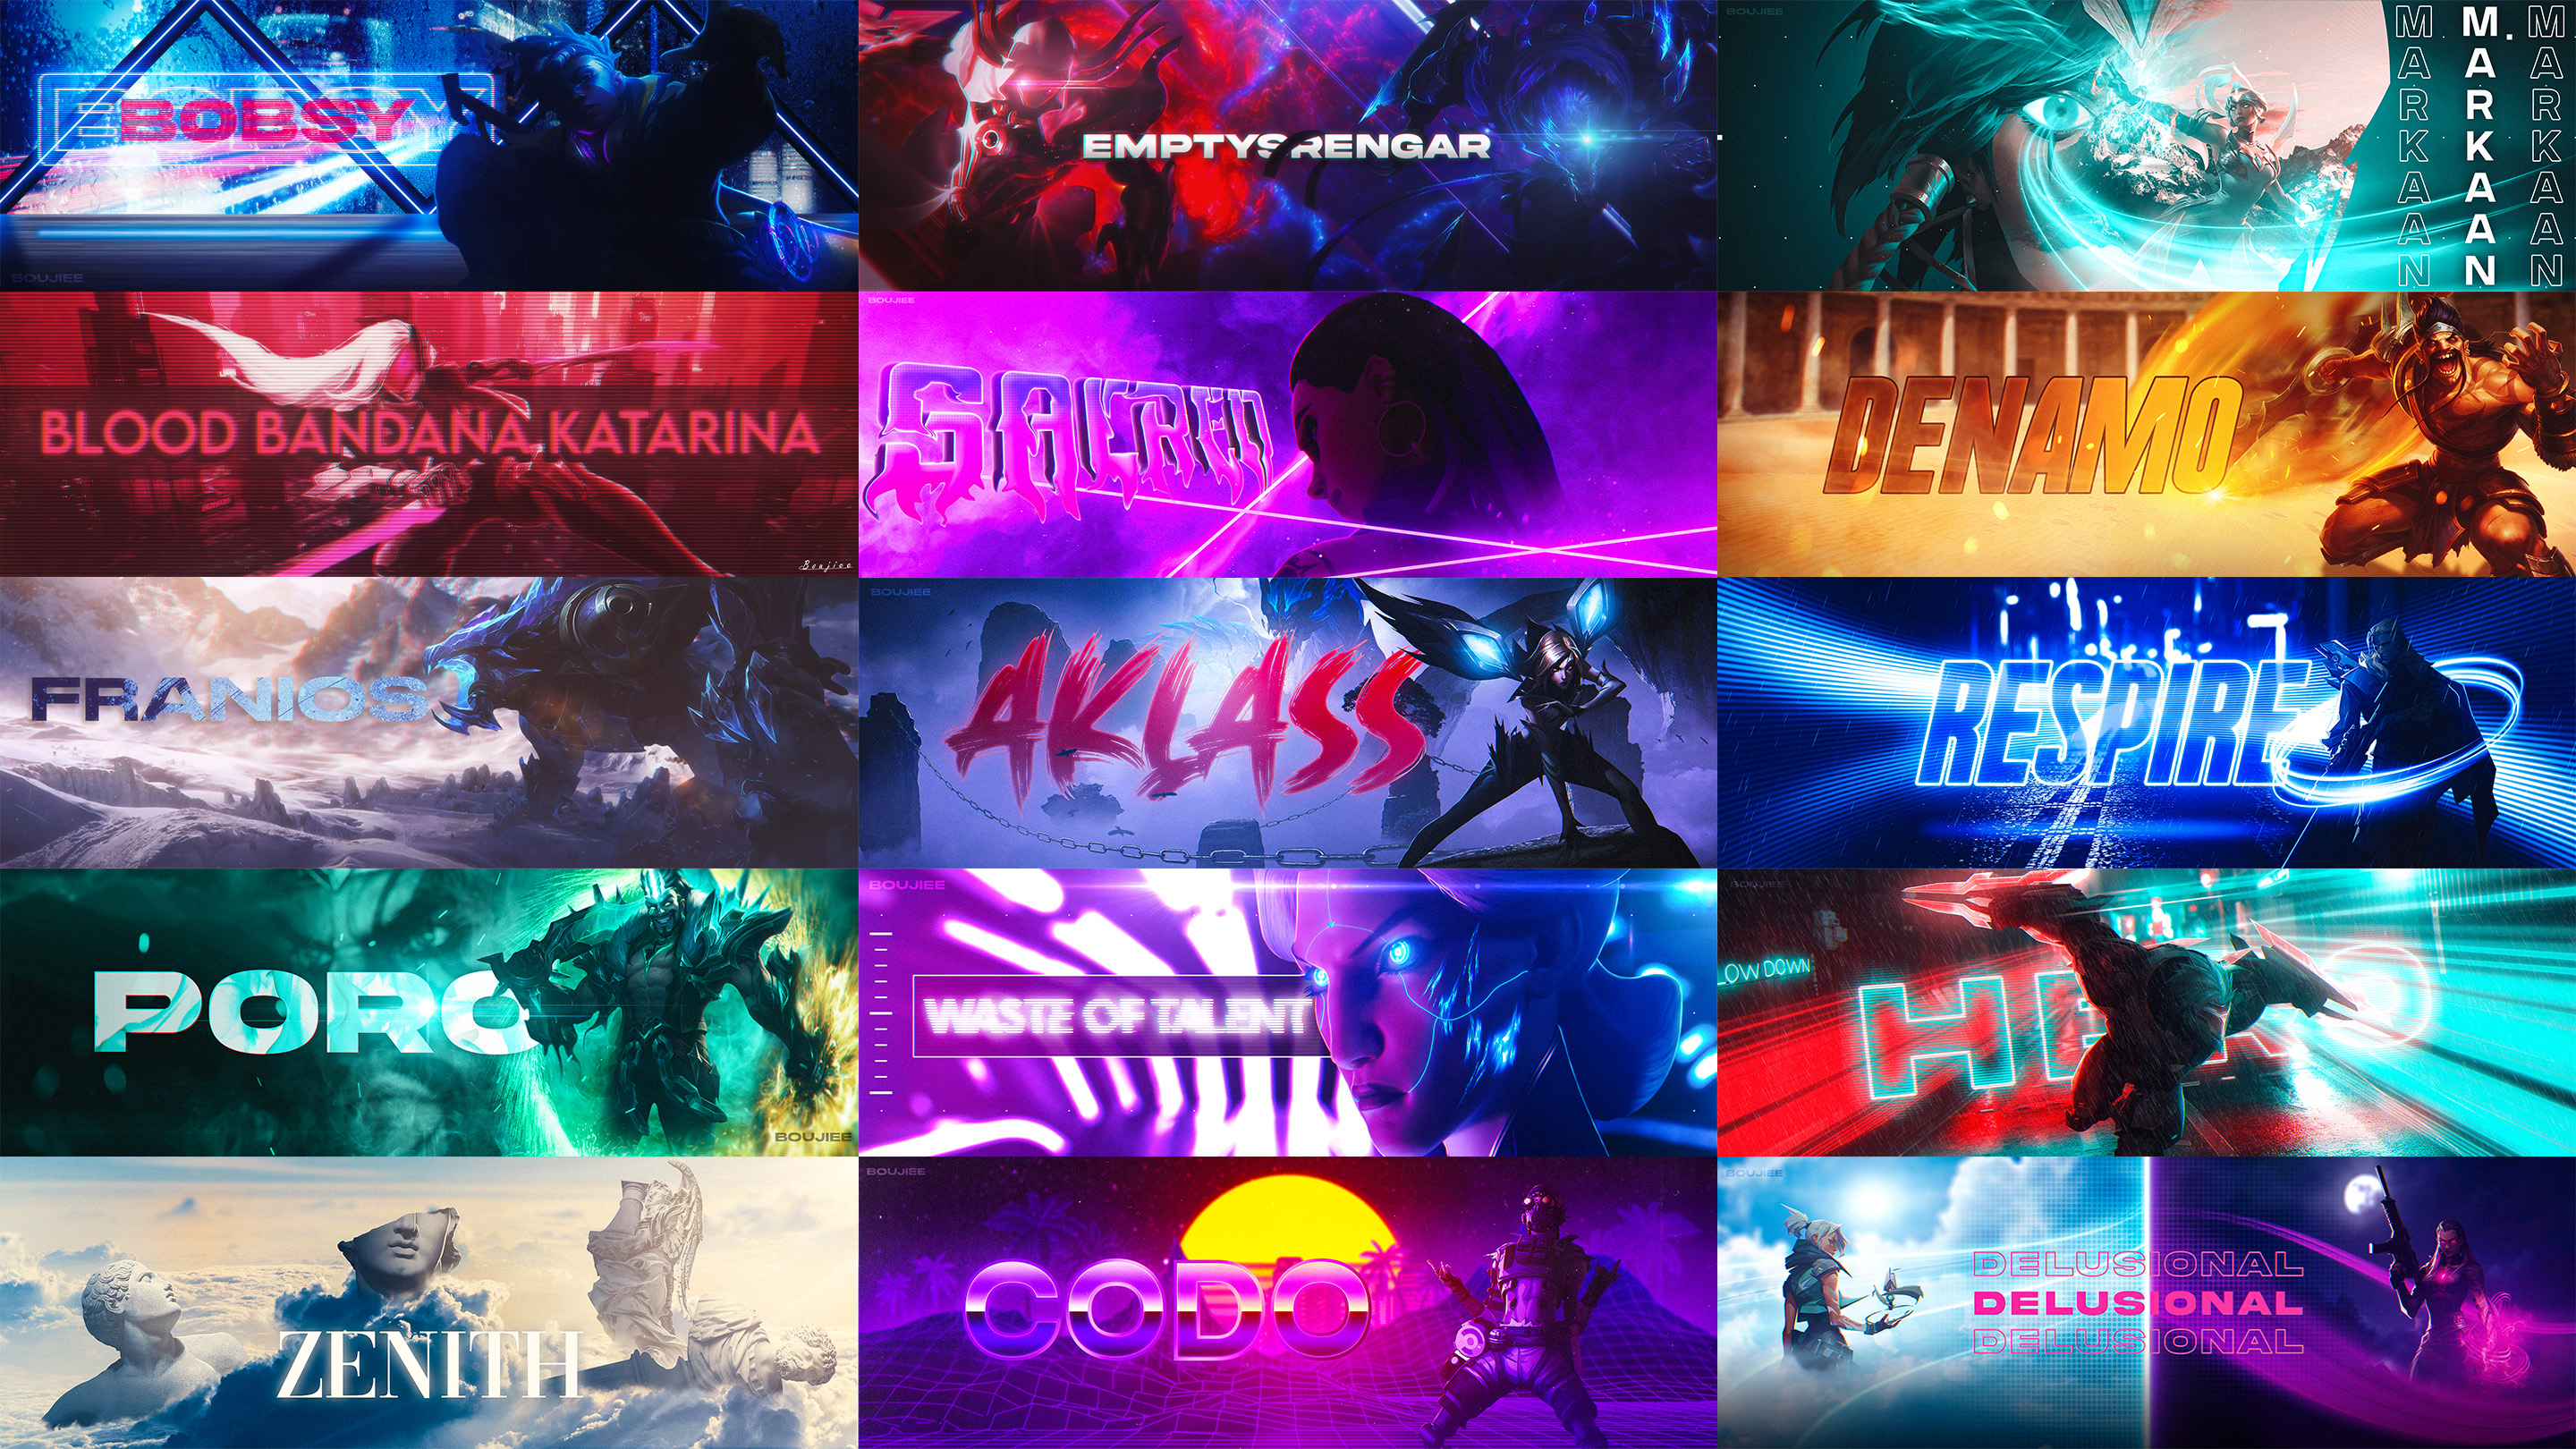 BOBSY
BOUJIEE
EMPTYSRENGAR
BOUJIEE
MARKAAN
M.ARKAAN
MARKAAN
BLOOD BANDANA KATARINA
Boujiee
BOUJIEE
SACRED
DENAMO
FRANIOS
BOUJIEE
AKLASS
RESPIRE
PORO
BOUJIEE
BOUJIEE
WASTE OF TALENT
BOUJIEE
LOW DOWN
HERO
ZENITH
BOUJIEE
CODO
BOUJIEE
DELUSIONAL
DELUSIONAL
DELUSIONAL